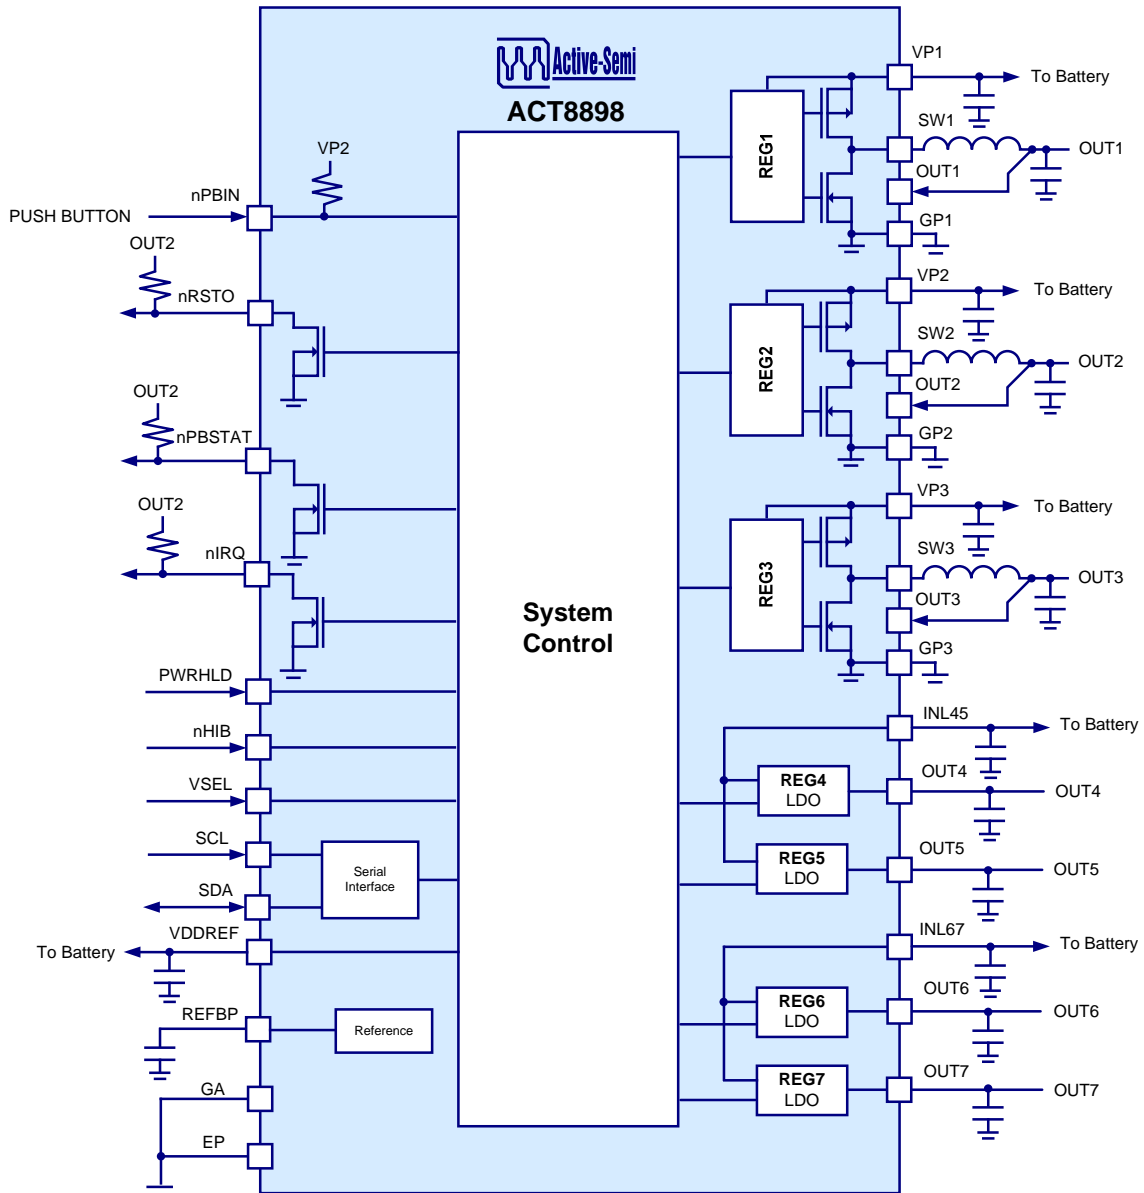 Active-Semi
ACT8898
VP2
nPBIN
PUSH BUTTON
OUT2
nRSTO
OUT2
nPBSTAT
OUT2
nIRQ
PWRHLD
nHIB
VSEL
SCL
SDA
Serial
Interface
VDDREF
To Battery
REFBP
Reference
GA
EP
System
Control
VP1
To Battery
REG1
SW1
OUT1
OUT1
GP1
VP2
To Battery
REG2
SW2
OUT2
OUT2
GP2
VP3
To Battery
REG3
SW3
OUT3
OUT3
GP3
INL45
To Battery
REG4
LDO
OUT4
OUT4
REG5
LDO
OUT5
OUT5
INL67
To Battery
REG6
LDO
OUT6
OUT6
REG7
LDO
OUT7
OUT7